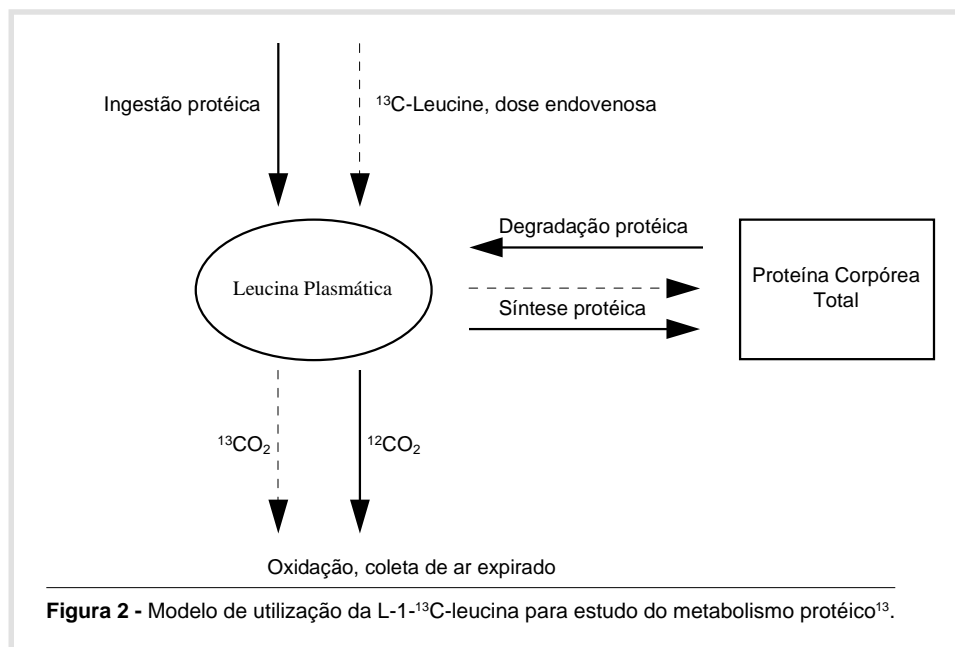 Ingestão protéica
¹³C-Leucine, dose endovenosa
Degradação protéica
Leucina Plasmática
Síntese protéica
Proteína Corpórea
Total
¹³CO₂
¹²CO₂
Oxidação, coleta de ar expirado
Figura 2 - Modelo de utilização da L-1-¹³C-leucina para estudo do metabolismo protéico¹³.